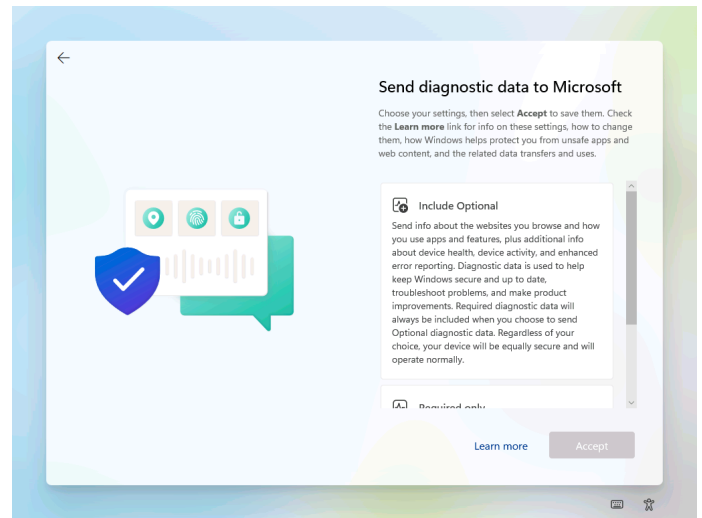 Send diagnostic data to Microsoft
Choose your settings, then select Accept to save them. Check
the Learn more link for info on these settings, how to change
them, how Windows helps protect you from unsafe apps and
web content, and the related data transfers and uses.
Include Optional
Send info about the websites you browse and how
you use apps and features, plus additional info
about device health, device activity, and enhanced
error reporting. Diagnostic data is used to help
keep Windows secure and up to date,
troubleshoot problems, and make product
improvements. Required diagnostic data will
always be included when you choose to send
Optional diagnostic data. Regardless of your
choice, your device will be equally secure and will
operate normally.
Required only
Learn more
Accept